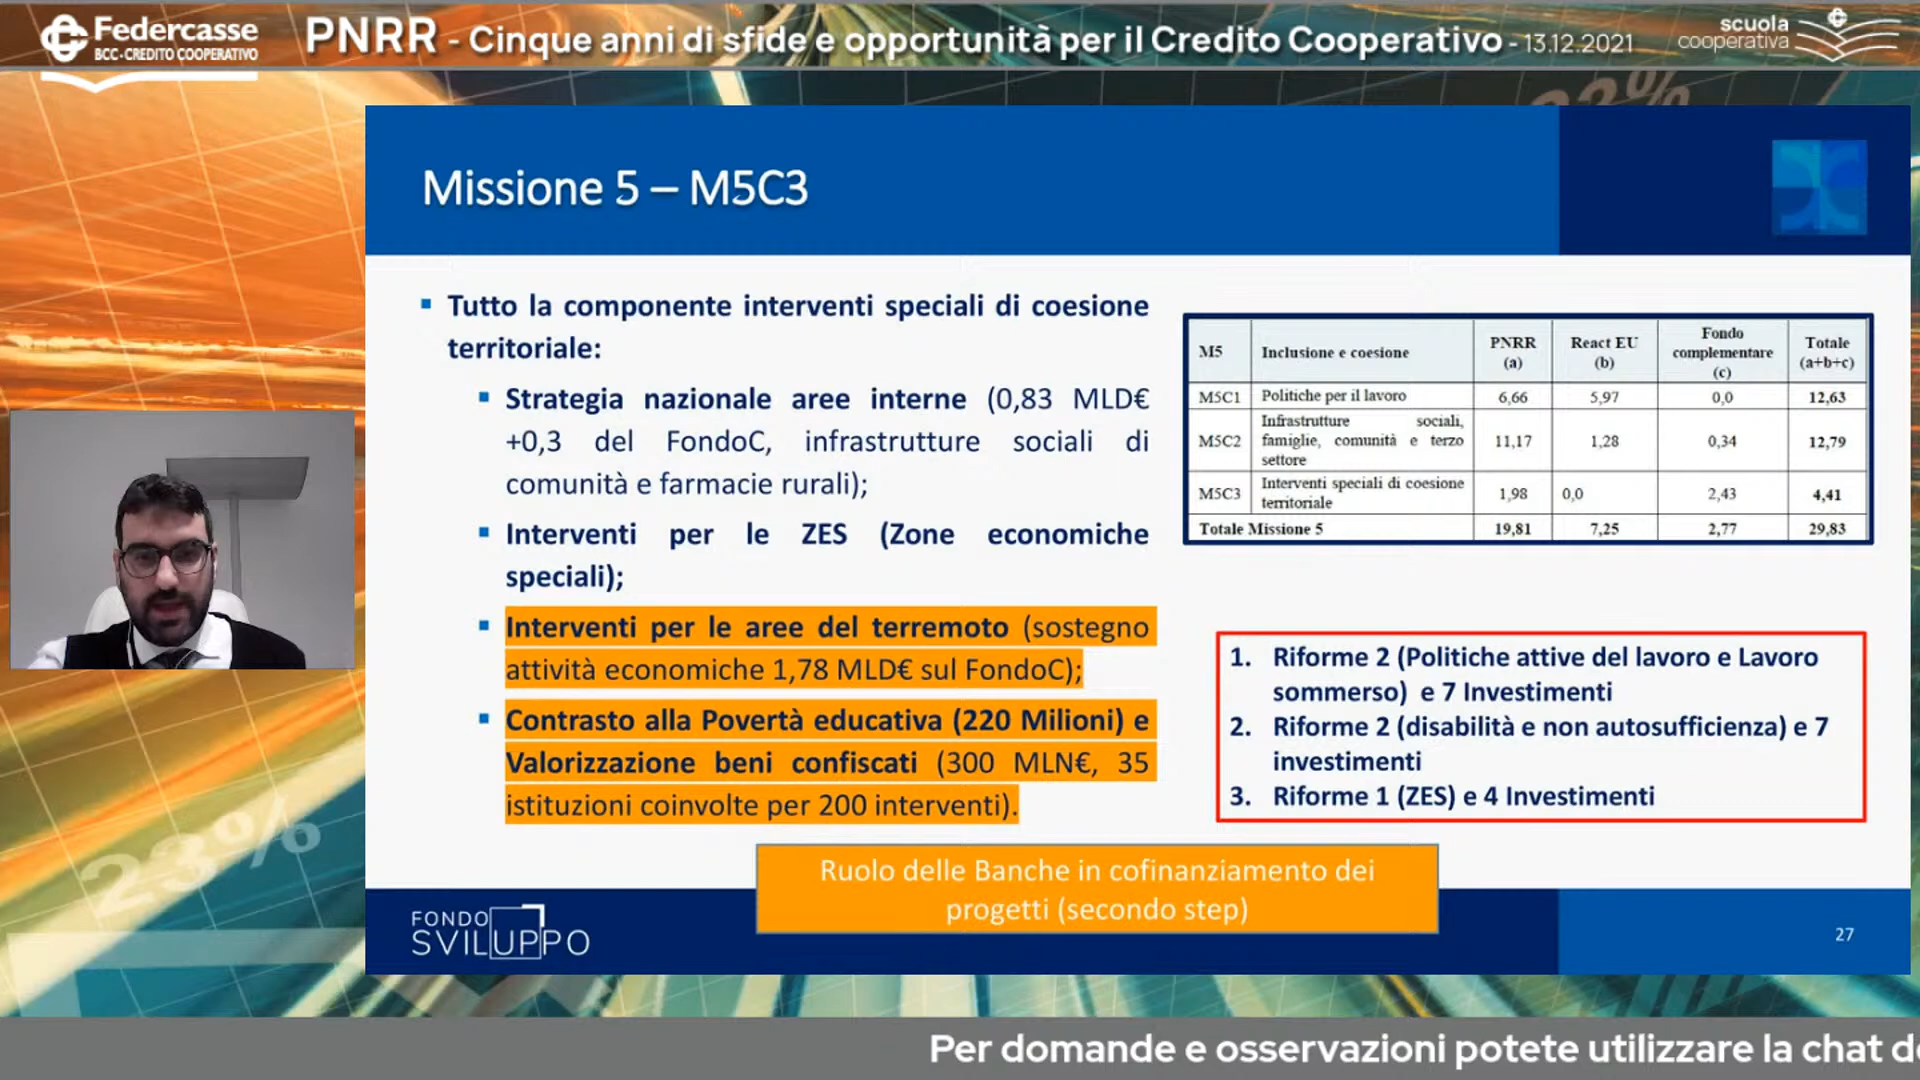 Federcasse
BCC-CREDITO COOPERATIVO
PNRR - Cinque anni di sfide e opportunità per il Credito Cooperativo - 13.12.2021
scuola
cooperativa
23%
Missione 5 – M5C3
Tutto la componente interventi speciali di coesione
territoriale:
Strategia nazionale aree interne (0,83 MLD€
+0,3 del FondoC, infrastrutture sociali di
comunità e farmacie rurali);
Interventi per le ZES (Zone economiche
speciali);
Interventi per le aree del terremoto (sostegno
attività economiche 1,78 MLD€ sul FondoC);
Contrasto alla Povertà educativa (220 Milioni) e
Valorizzazione beni confiscati (300 MLN€, 35
istituzioni coinvolte per 200 interventi).
M5 Inclusione e coesione PNRR (a) React EU (b) Fondo complementare (c) Totale (a+b+c)
M5C1 Politiche per il lavoro 6,66 5,97 0,0 12,63
M5C2 Infrastrutture sociali, famiglie, comunità e terzo settore 11,17 1,28 0,34 12,79
M5C3 Interventi speciali di coesione territoriale 1,98 0,0 2,43 4,41
Totale Missione 5 19,81 7,25 2,77 29,83
1. Riforme 2 (Politiche attive del lavoro e Lavoro
sommerso) e 7 Investimenti
2. Riforme 2 (disabilità e non autosufficienza) e 7
investimenti
3. Riforme 1 (ZES) e 4 Investimenti
Ruolo delle Banche in cofinanziamento dei
progetti (secondo step)
FONDO
SVILUPPO
27
23%
Per domande e osservazioni potete utilizzare la chat